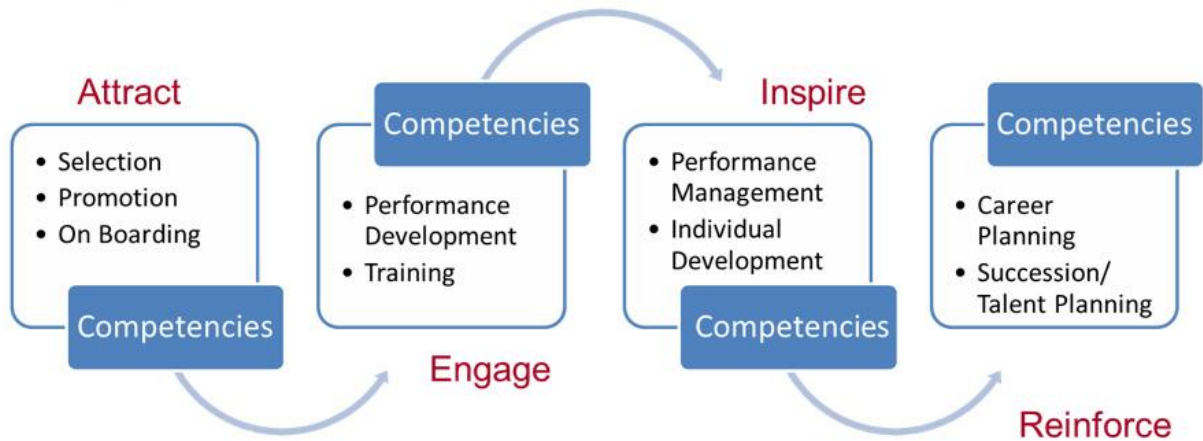 Attract
• Selection
• Promotion
• On Boarding
Competencies
Competencies
• Performance
Development
• Training
Engage
Inspire
• Performance
Management
• Individual
Development
Competencies
Competencies
• Career
Planning
• Succession/
Talent Planning
Reinforce